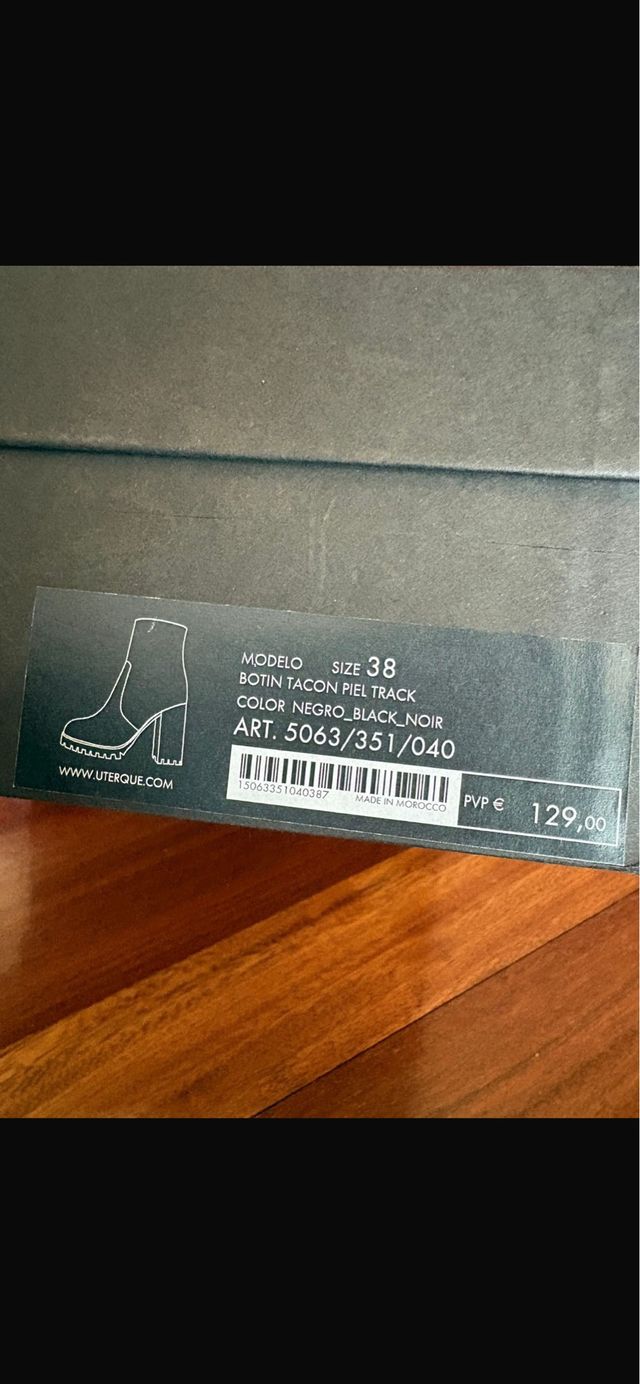 MODELO SIZE 38
BOTIN TACON PIEL TRACK
COLOR NEGRO_BLACK_NOIR
ART. 5063/351/040
15063351040387
MADE IN MOROCCO
PVP € 129,00
WWW.UTERQUE.COM